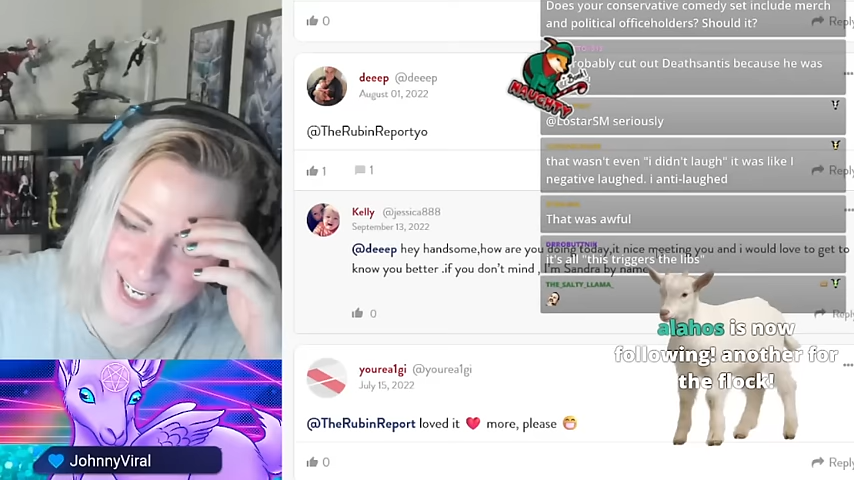 Does your conservative comedy set include merch
and political officeholders? Should it?
0
Reply
robably cut out Deathsantis because he was
deeep @deeep
August 01, 2022
NAUGHTY
@LostarSM seriously
@TheRubinReportyo
that wasn't even "i didn't laugh" it was like I
negative laughed. i anti-laughed
1
1
Reply
That was awful
Kelly @jessica888
September 13, 2022
@deeep hey handsome,how are you doing today,it nice meeting you and i would love to get to
know you better .if you don't mind , I'm Sandra by name
it's all "this triggers the libs"
THE_SALTY_LLAMA_
0
Reply
alahos is now
following! another for
the flock!
yourea1gi @yourea1gi
July 15, 2022
@TheRubinReport loved it ❤️ more, please 😁
0
Reply
JohnnyViral